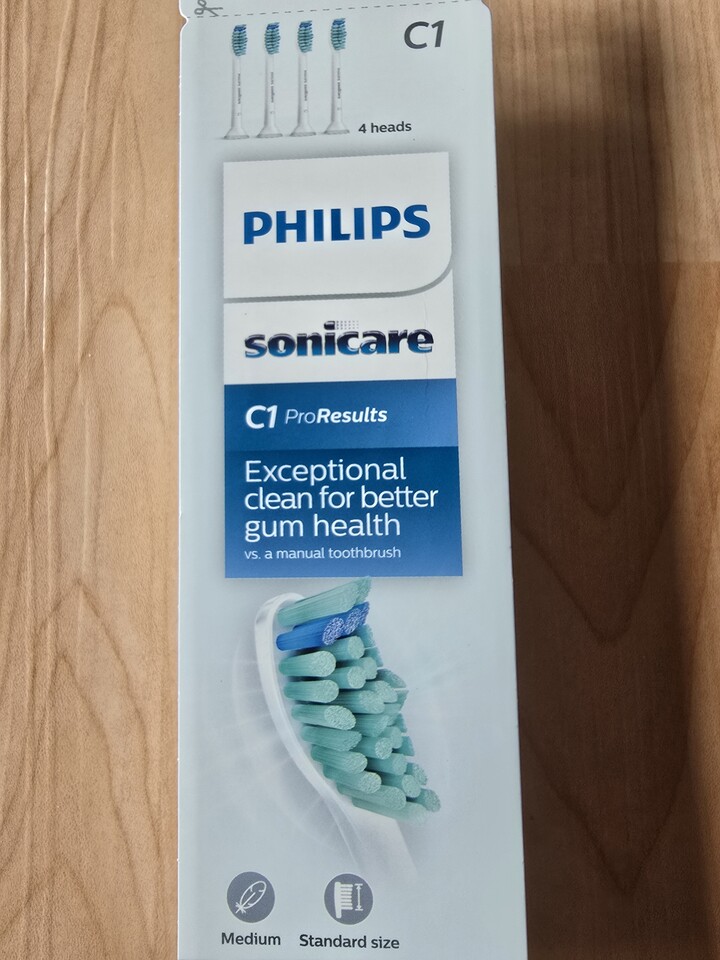 C1
4 heads
PHILIPS
sonicare
C1 ProResults
Exceptional
clean for better
gum health
vs. a manual toothbrush
Medium
Standard size